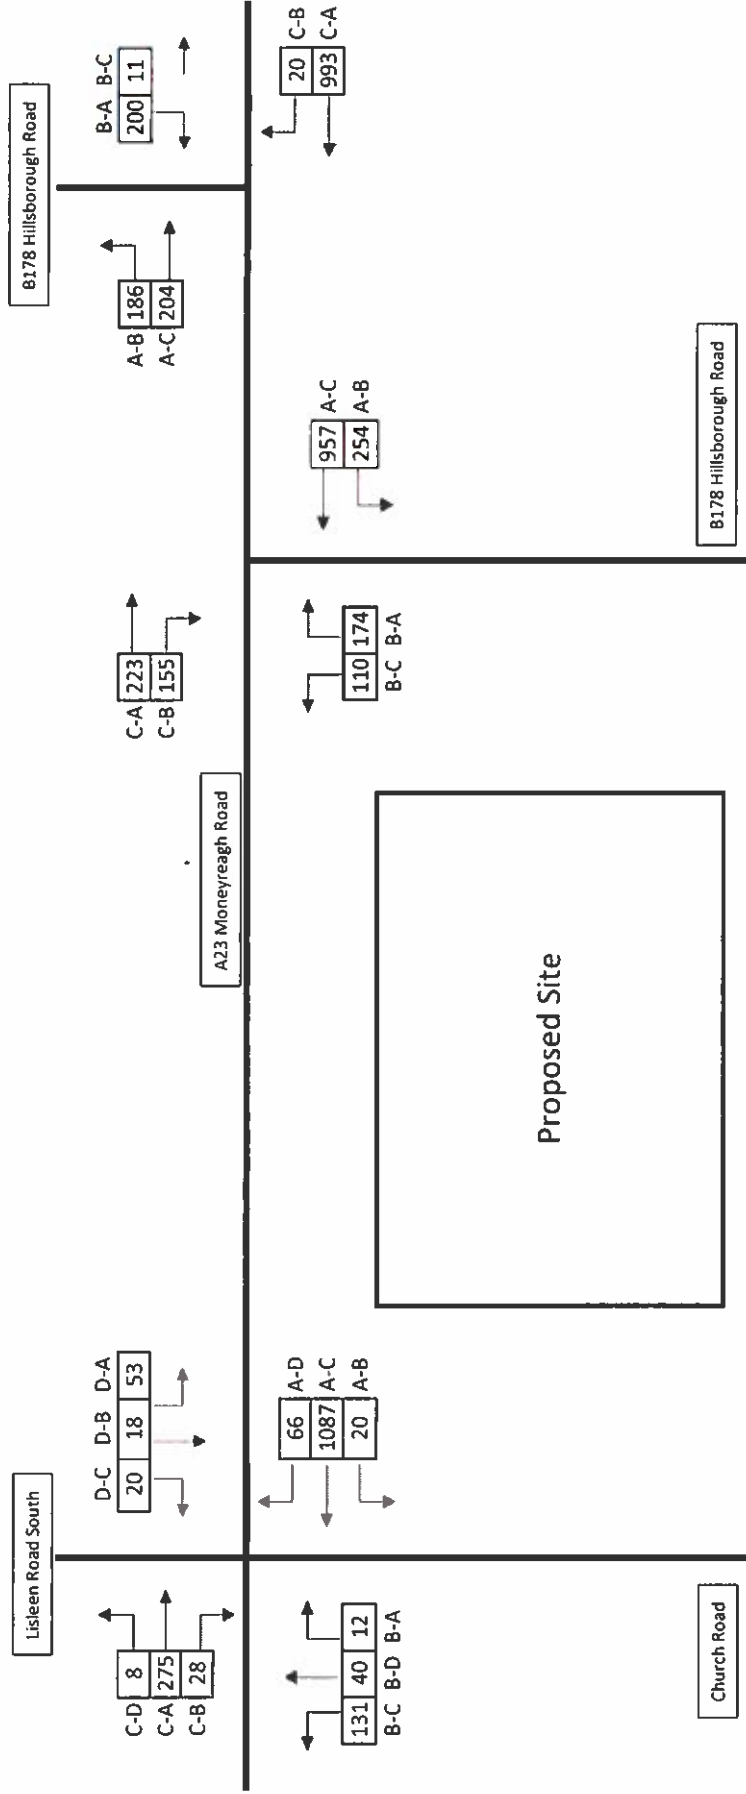 Lisleen Road South
B178 Hillsborough Road
C-D 8
C-A 275
C-B 28
D-C D-B D-A
20 18 53
C-A 223
C-B 155
A-B 186
A-C 204
B-A B-C
200 11
A23 Moneyreagh Road
131 40 12
B-C B-D B-A
66 A-D
1087 A-C
20 A-B
110 174
B-C B-A
957 A-C
254 A-B
20 C-B
993 C-A
Proposed Site
Church Road
B178 Hillsborough Road